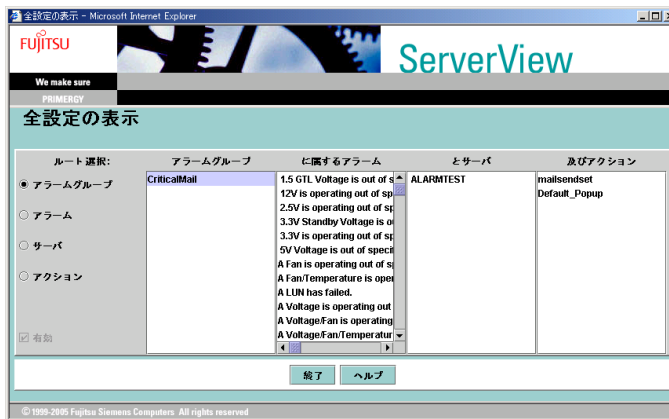 全設定の表示 - Microsoft Internet Explorer
FUJITSU
ServerView
We make sure
PRIMERGY
全設定の表示
ルート選択:
アラームグループ
に属するアラーム
とサーバ
及びアクション
アラームグループ
アラーム
サーバ
アクション
有効
CriticalMail
1.5 GTL Voltage is out of s
12V is operating out of sp
2.5V is operating out of sp
3.3V Standby Voltage is o
3.3V is operating out of sp
5V Voltage is out of specif
A Fan is operating out of s
A Fan/Temperature is oper
A LUN has failed.
A Voltage is operating out
A Voltage/Fan is operating
A Voltage/Fan/Temperatur
ALARMTEST
mailsendset
Default_Popup
終了
ヘルプ
© 1999-2005 Fujitsu Siemens Computers All rights reserved